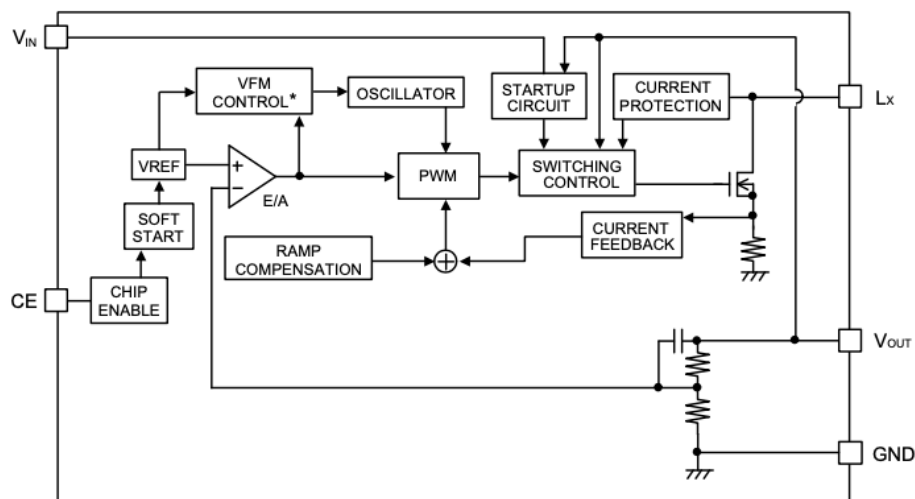 VIN
VFM
CONTROL*
OSCILLATOR
STARTUP
CIRCUIT
CURRENT
PROTECTION
LX
VREF
+
−
E/A
PWM
SWITCHING
CONTROL
SOFT
START
RAMP
COMPENSATION
+
CURRENT
FEEDBACK
CE
CHIP
ENABLE
VOUT
GND